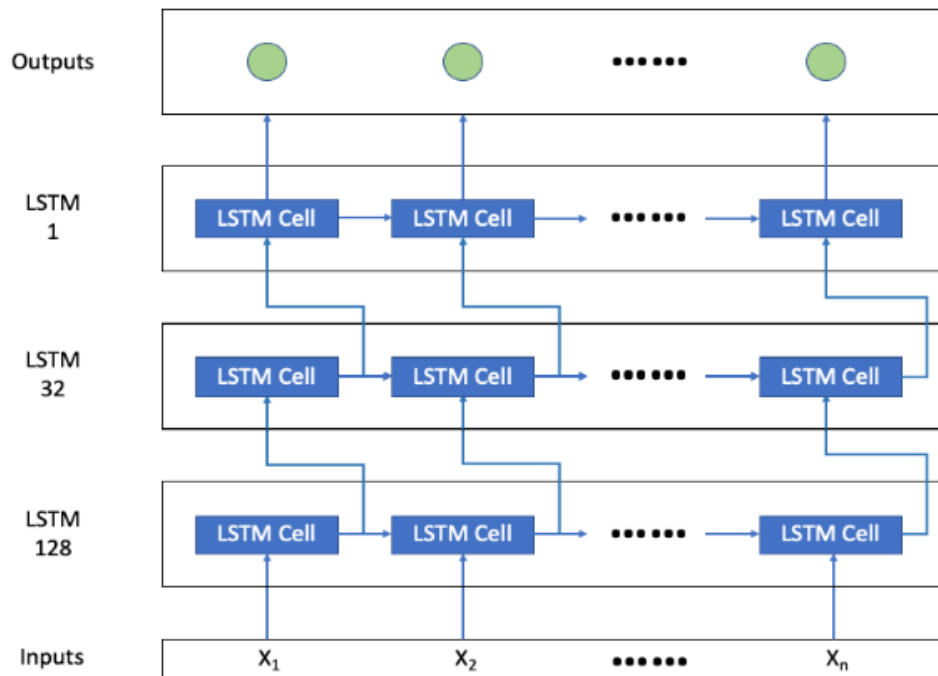 Outputs
......
LSTM
1
LSTM Cell LSTM Cell ...... LSTM Cell
LSTM
32
LSTM Cell LSTM Cell ...... LSTM Cell
LSTM
128
LSTM Cell LSTM Cell ...... LSTM Cell
Inputs X₁ X₂ ...... Xₙ